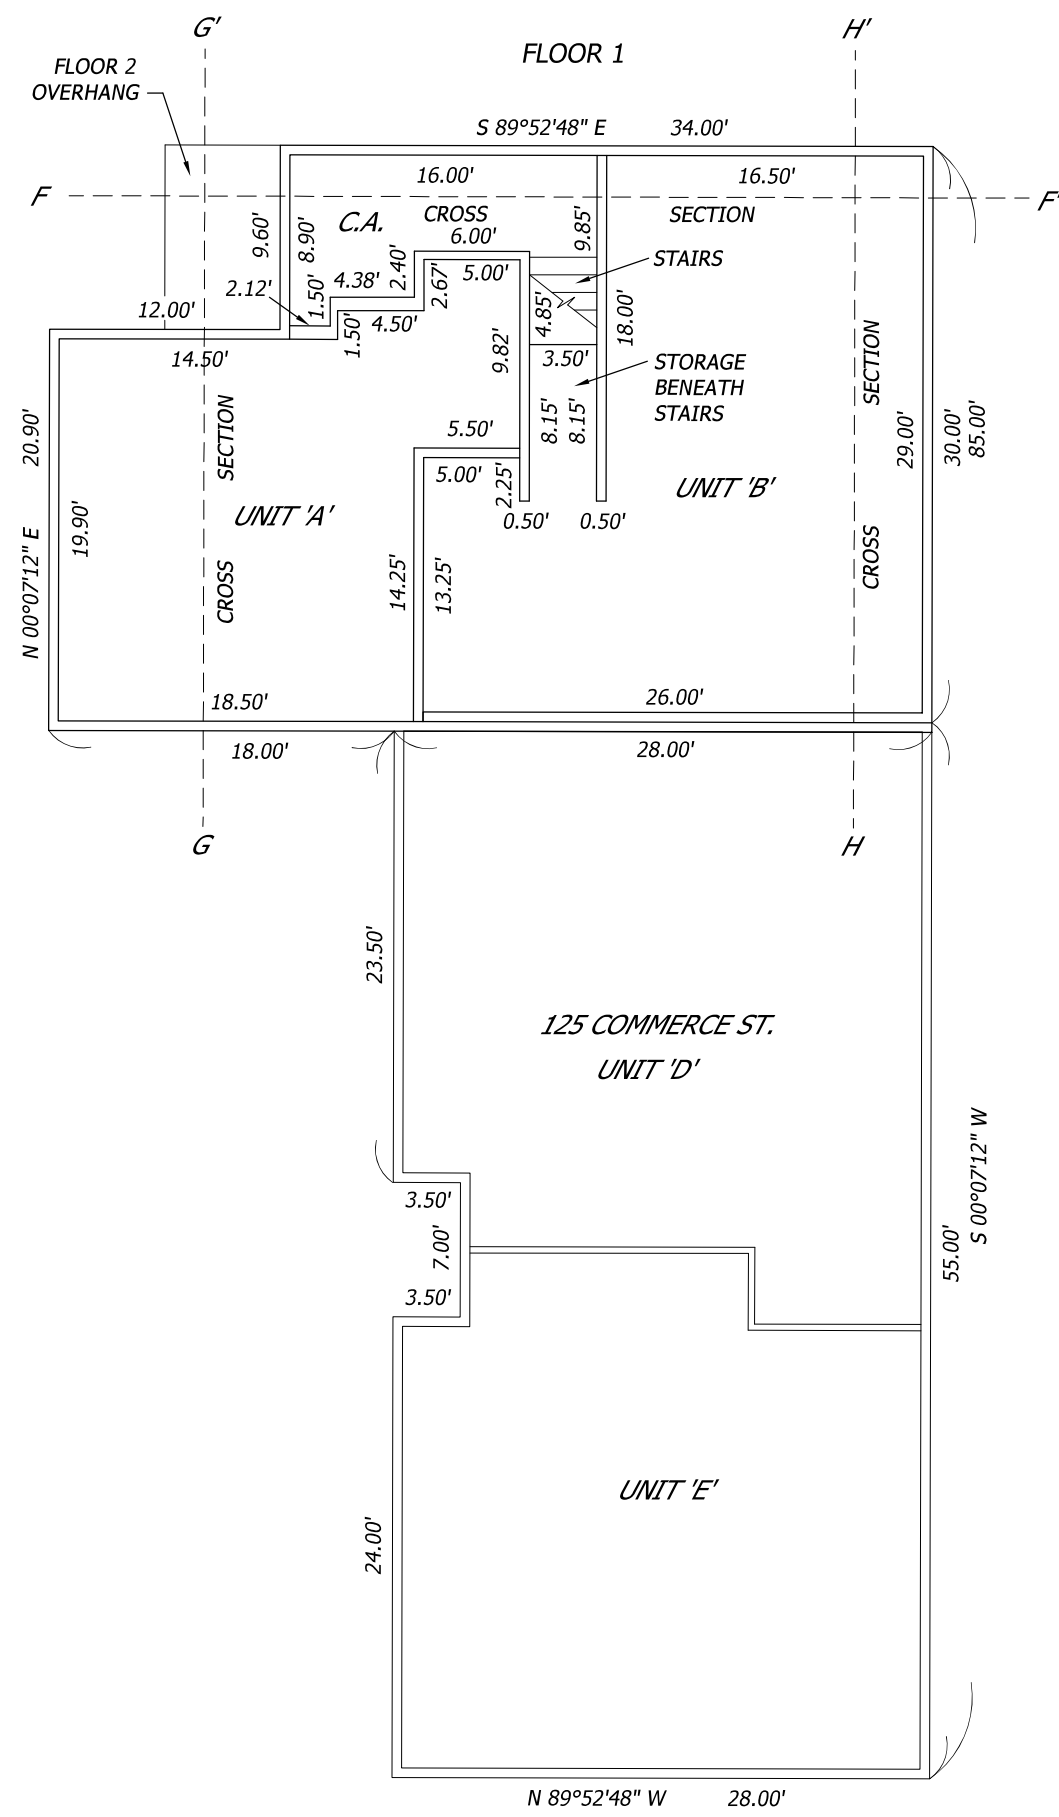 G'
H'
FLOOR 1
FLOOR 2
OVERHANG
S 89°52'48" E 34.00'
F
F'
16.00'
16.50'
C.A.
CROSS
SECTION
9.60'
8.90'
9.85'
6.00'
2.40'
STAIRS
5.00'
2.67'
4.38'
2.12'
1.50'
12.00'
4.50'
1.50'
4.85'
18.00'
14.50'
9.82'
3.50'
STORAGE
BENEATH
STAIRS
SECTION
SECTION
20.90'
5.50'
8.15'
8.15'
29.00'
30.00'
85.00'
5.00'
2.25'
UNIT 'B'
UNIT 'A'
0.50'
0.50'
19.90'
N 00°07'12" E
CROSS
CROSS
14.25'
13.25'
18.50'
26.00'
18.00'
28.00'
G
H
23.50'
125 COMMERCE ST.
UNIT 'D'
3.50'
7.00'
3.50'
S 00°07'12" W
55.00'
UNIT 'E'
24.00'
N 89°52'48" W 28.00'